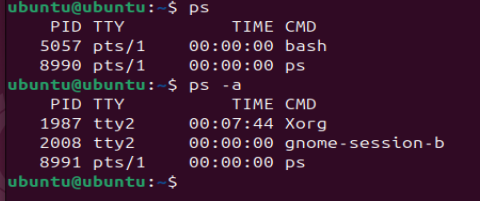 ubuntu@ubuntu:~$ ps
    PID TTY          TIME CMD
   5057 pts/1    00:00:00 bash
   8990 pts/1    00:00:00 ps
ubuntu@ubuntu:~$ ps -a
    PID TTY          TIME CMD
   1987 tty2     00:07:44 Xorg
   2008 tty2     00:00:00 gnome-session-b
   8991 pts/1    00:00:00 ps
ubuntu@ubuntu:~$